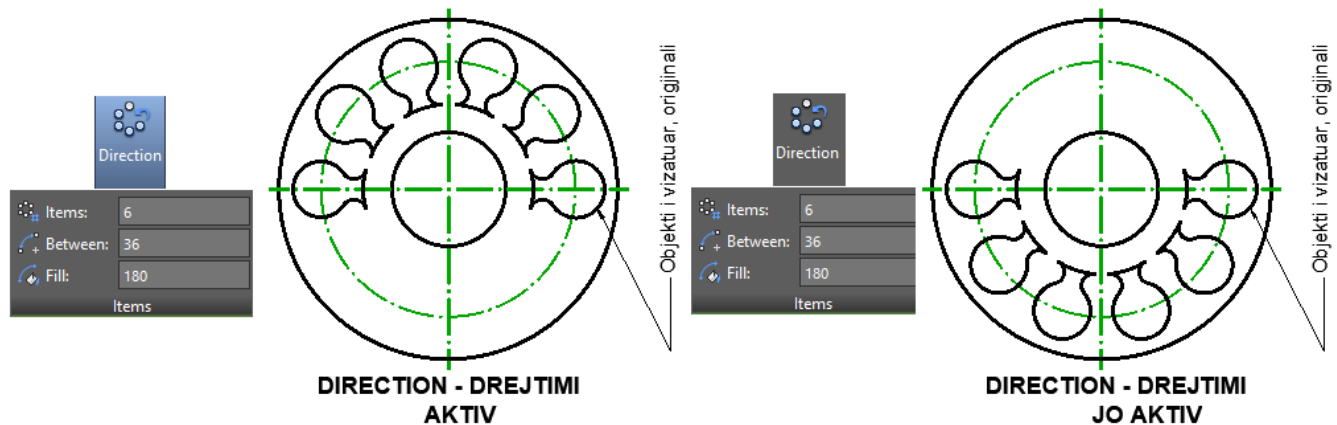 Direction
Items: 6
Between: 36
Fill: 180
Items
Objekti i vizatuar, origjinali
DIRECTION - DREJTIMI
AKTIV
Direction
Items: 6
Between: 36
Fill: 180
Items
Objekti i vizatuar, origjinali
DIRECTION - DREJTIMI
JO AKTIV